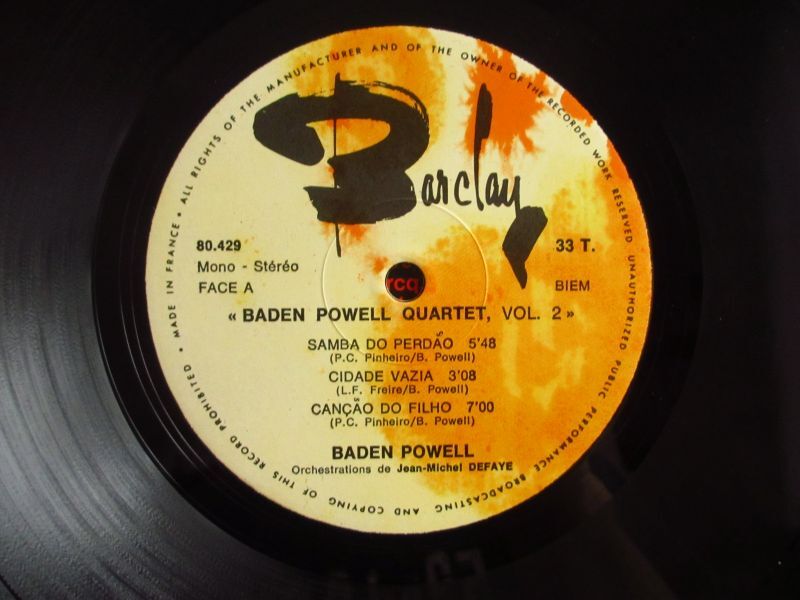 • MADE IN FRANCE • ALL RIGHTS OF THE MANUFACTURER AND OF THE OWNER OF THE RECORDED WORK RESERVED UNAUTHORIZED PUBLIC PERFORMANCE BROADCASTING AND COPYING OF THIS RECORD PROHIBITED
Barclay
80.429
33 T.
Mono - Stéréo
FACE A
BIEM
rcq
« BADEN POWELL QUARTET, VOL. 2 »
SAMBA DO PERDÃO 5'48
(P.C. Pinheiro/B. Powell)
CIDADE VAZIA 3'08
(L.F. Freire/B. Powell)
CANÇÃO DO FILHO 7'00
(P.C. Pinheiro/B. Powell)
BADEN POWELL
Orchestrations de Jean-Michel DEFAYE